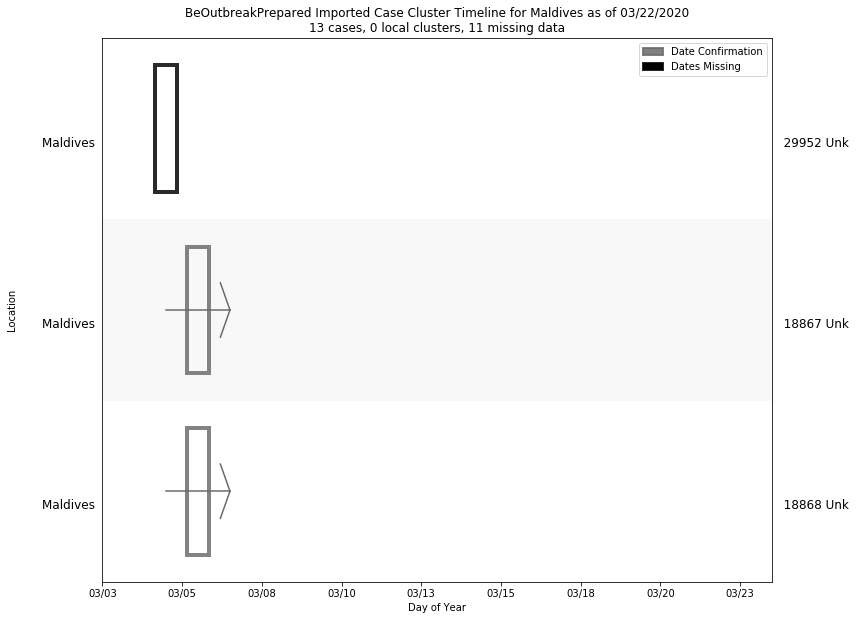 BeOutbreakPrepared Imported Case Cluster Timeline for Maldives as of 03/22/2020
13 cases, 0 local clusters, 11 missing data
Date Confirmation
Dates Missing
Maldives
29952 Unk
Maldives
18867 Unk
Maldives
18868 Unk
Location
03/03 03/05 03/08 03/10 03/13 03/15 03/18 03/20 03/23
Day of Year